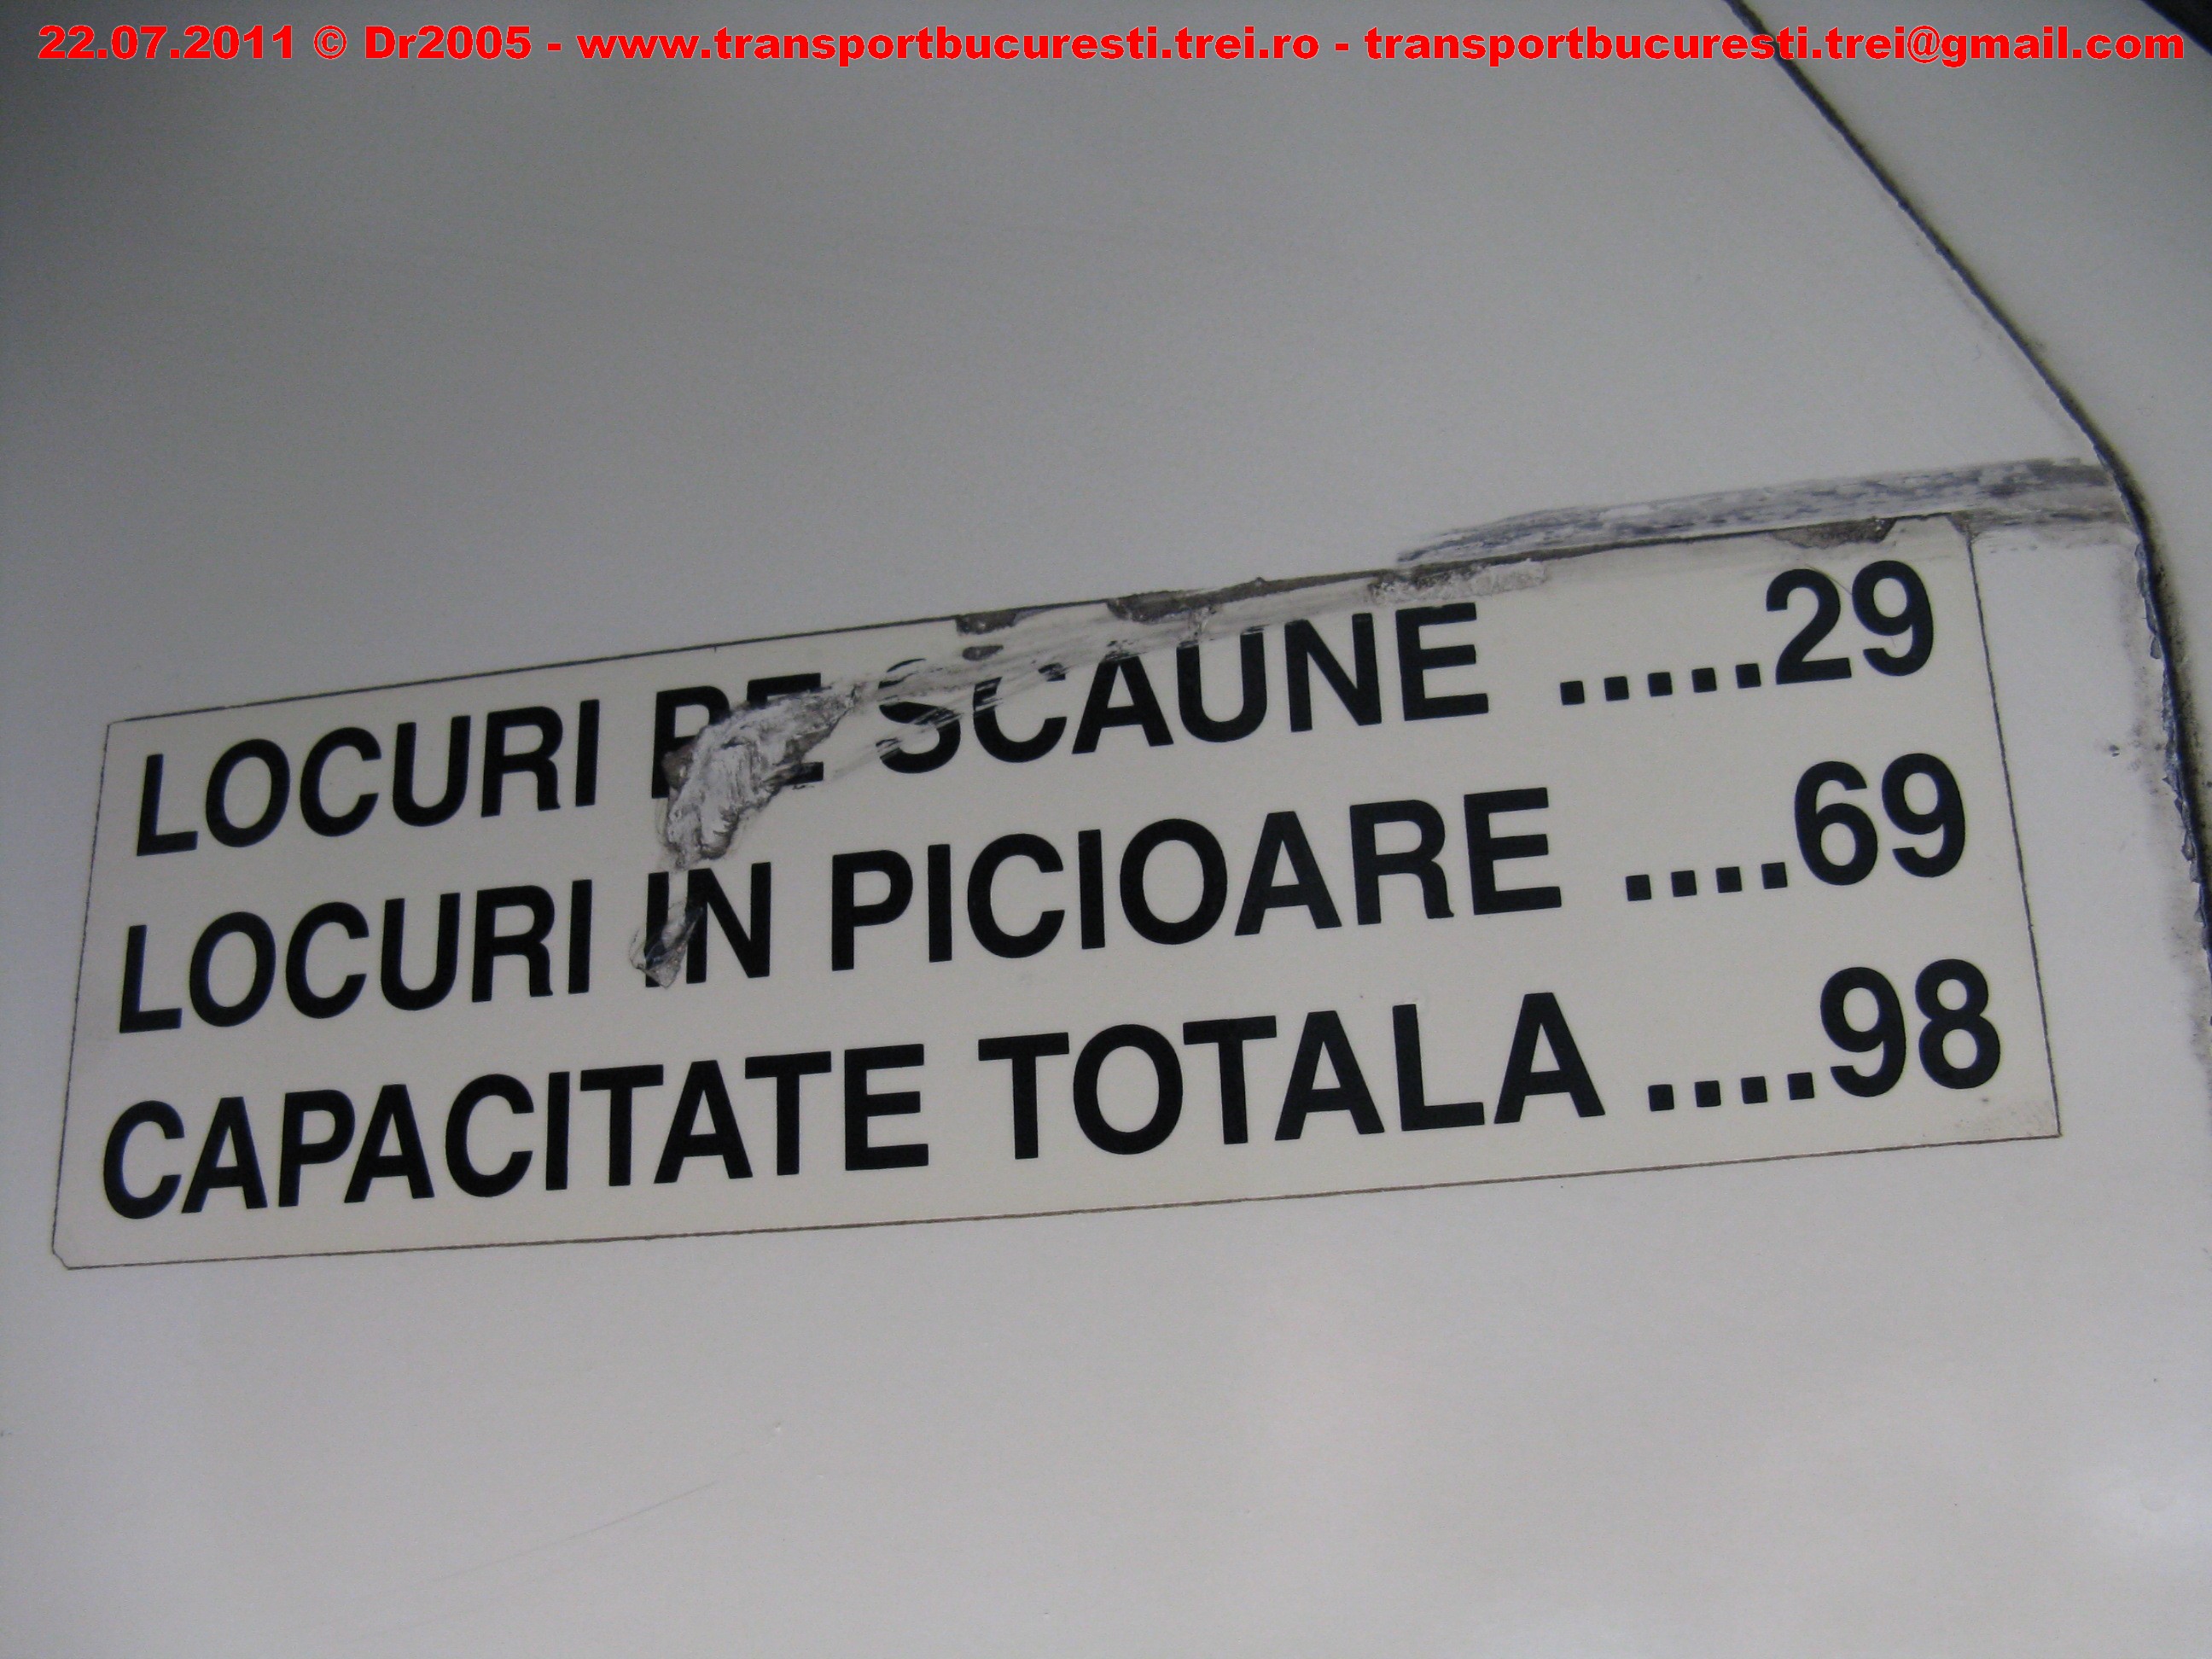 22.07.2011 © Dr2005 - www.transportbucuresti.trei.ro - transportbucuresti.trei@gmail.com
LOCURI PE SCAUNE .....29
LOCURI IN PICIOARE ....69
CAPACITATE TOTALA ....98